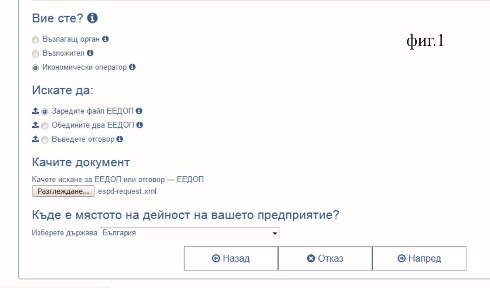 Вие сте?
фиг.1
Възлагащ орган
Възложител
Икономически оператор
Искате да:
Заредите файл ЕЕДОП
Обедините два ЕЕДОП
Въведете отговор
Качите документ
Качете искане за ЕЕДОП или отговор — ЕЕДОП
Разглеждане... espd-request.xml
Къде е мястото на дейност на вашето предприятие?
Изберете държава България
Назад Отказ Напред